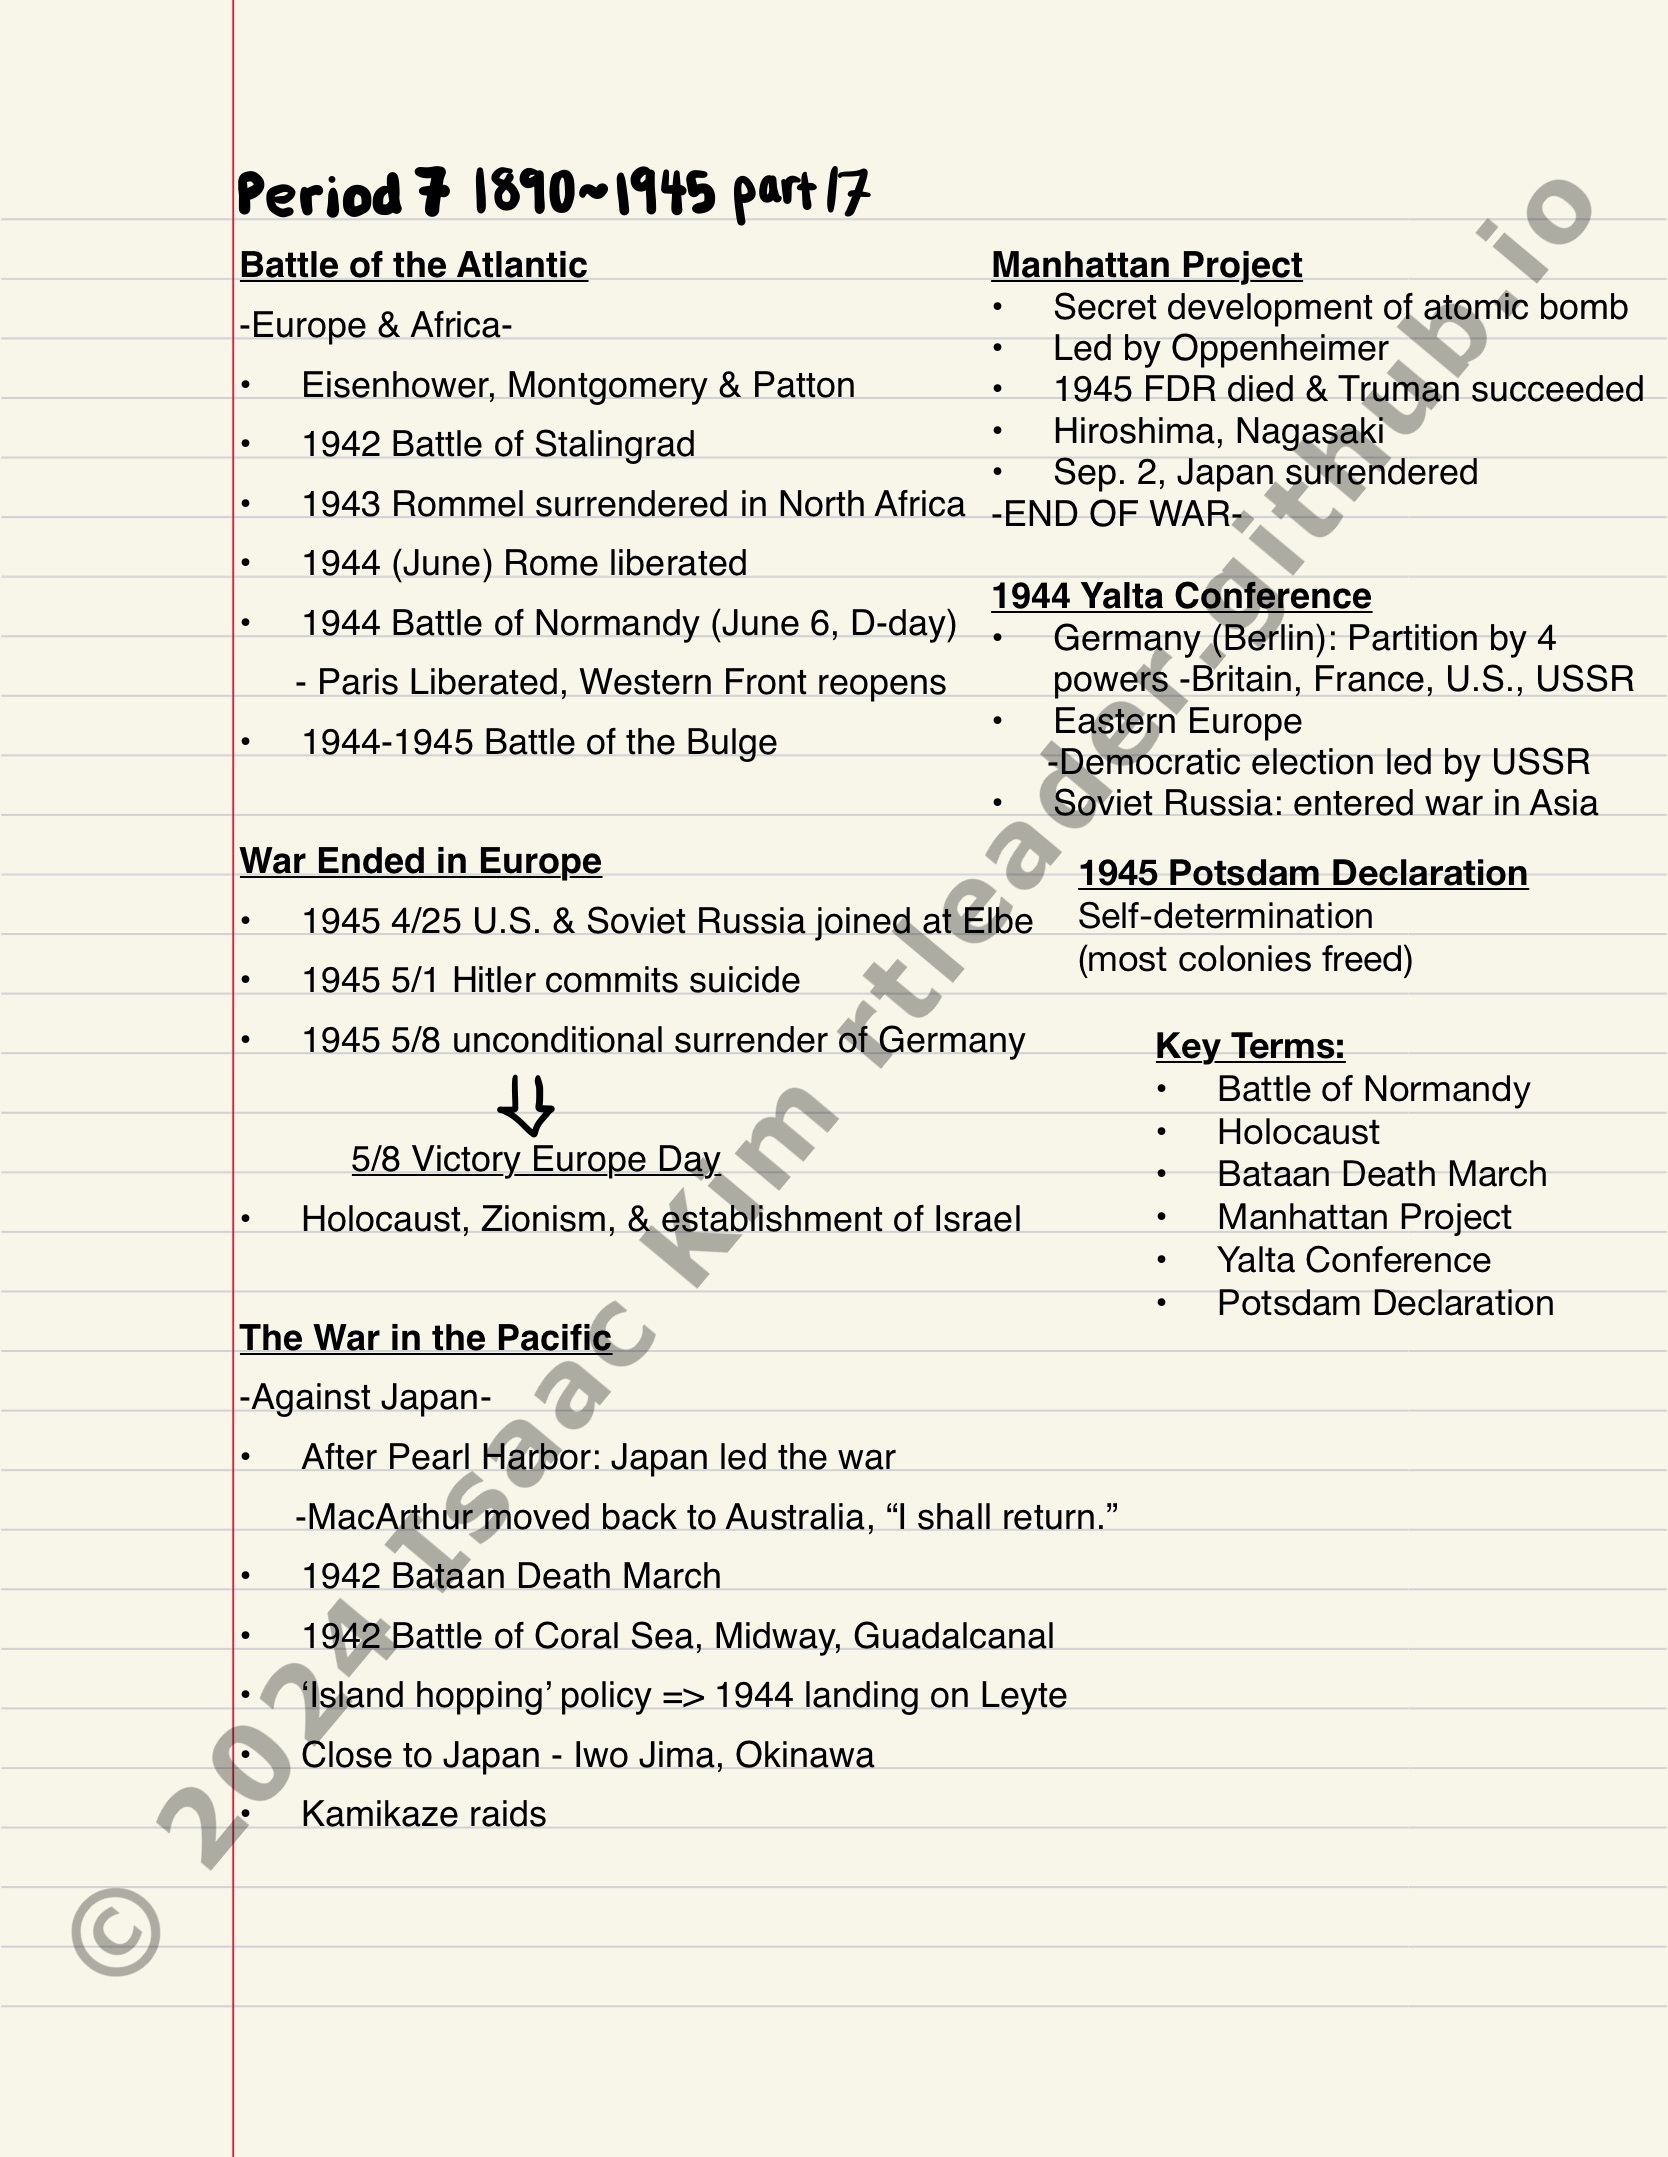 Period 7 1890~1945 part 17
Battle of the Atlantic
-Europe & Africa-
• Eisenhower, Montgomery & Patton
• 1942 Battle of Stalingrad
• 1943 Rommel surrendered in North Africa
• 1944 (June) Rome liberated
• 1944 Battle of Normandy (June 6, D-day)
- Paris Liberated, Western Front reopens
• 1944-1945 Battle of the Bulge
War Ended in Europe
• 1945 4/25 U.S. & Soviet Russia joined at Elbe
• 1945 5/1 Hitler commits suicide
• 1945 5/8 unconditional surrender of Germany
5/8 Victory Europe Day
• Holocaust, Zionism, & establishment of Israel
The War in the Pacific
-Against Japan-
• After Pearl Harbor: Japan led the war
-MacArthur moved back to Australia, “I shall return.”
• 1942 Bataan Death March
• 1942 Battle of Coral Sea, Midway, Guadalcanal
• ‘Island hopping’ policy => 1944 landing on Leyte
• Close to Japan - Iwo Jima, Okinawa
• Kamikaze raids
Manhattan Project
• Secret development of atomic bomb
• Led by Oppenheimer
• 1945 FDR died & Truman succeeded
• Hiroshima, Nagasaki
• Sep. 2, Japan surrendered
-END OF WAR-
1944 Yalta Conference
• Germany (Berlin): Partition by 4
powers -Britain, France, U.S., USSR
• Eastern Europe
-Democratic election led by USSR
• Soviet Russia: entered war in Asia
1945 Potsdam Declaration
Self-determination
(most colonies freed)
Key Terms:
• Battle of Normandy
• Holocaust
• Bataan Death March
• Manhattan Project
• Yalta Conference
• Potsdam Declaration
© 2024 Isaac Kim rtleader.github.io